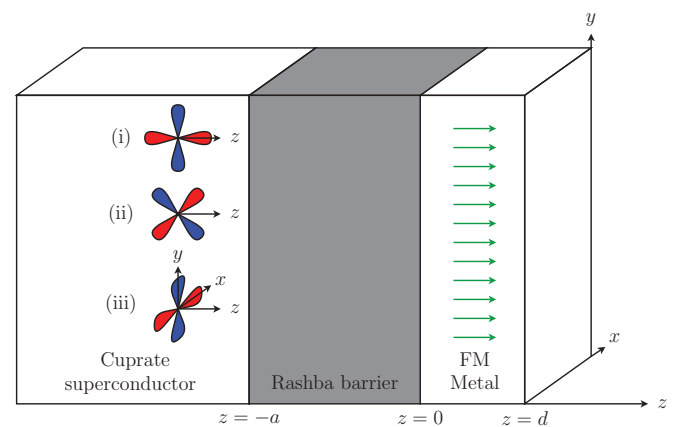 y
(i)
z
(ii)
z
y
x
(iii)
z
x
Cuprate
superconductor
Rashba barrier
FM
Metal
z
z = −a
z = 0
z = d